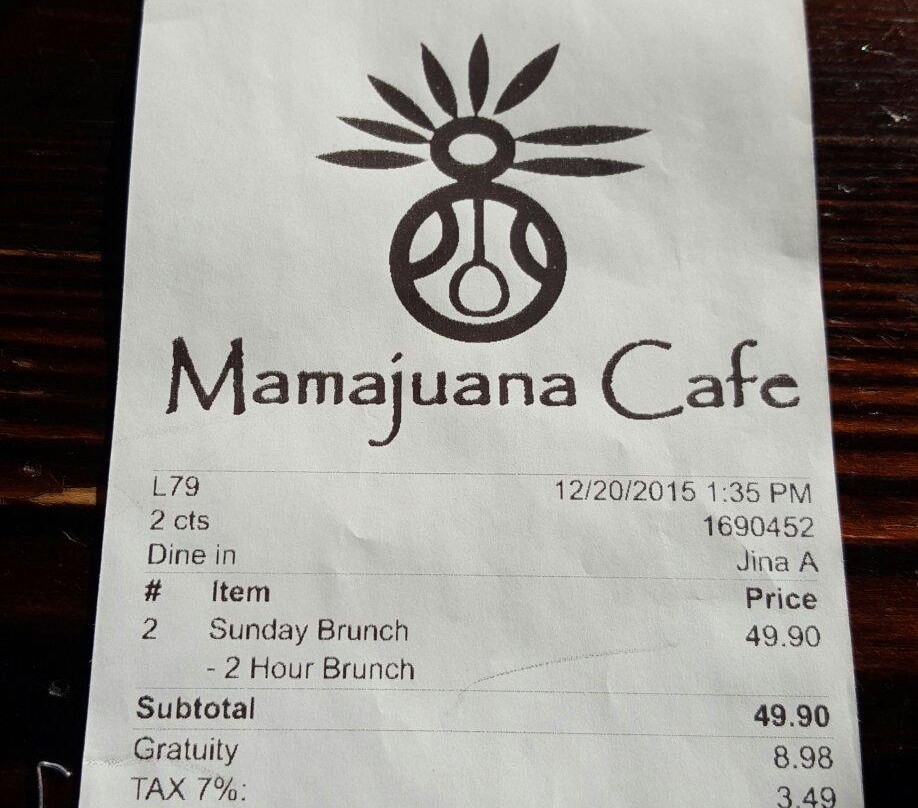 Mamajuana Cafe
L79 12/20/2015 1:35 PM
2 cts 1690452
Dine in Jina A
# Item Price
2 Sunday Brunch 49.90
- 2 Hour Brunch
Subtotal 49.90
Gratuity 8.98
TAX 7%: 3.49